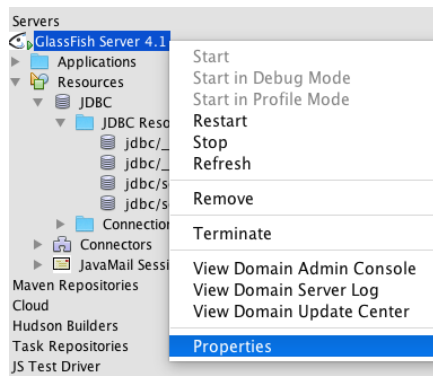 Servers
GlassFish Server 4.1
Applications
Resources
JDBC
JDBC Reso
jdbc/_
jdbc/_
jdbc/s
jdbc/s
Connection
Connectors
JavaMail Sessi
Maven Repositories
Cloud
Hudson Builders
Task Repositories
JS Test Driver
Start
Start in Debug Mode
Start in Profile Mode
Restart
Stop
Refresh
Remove
Terminate
View Domain Admin Console
View Domain Server Log
View Domain Update Center
Properties